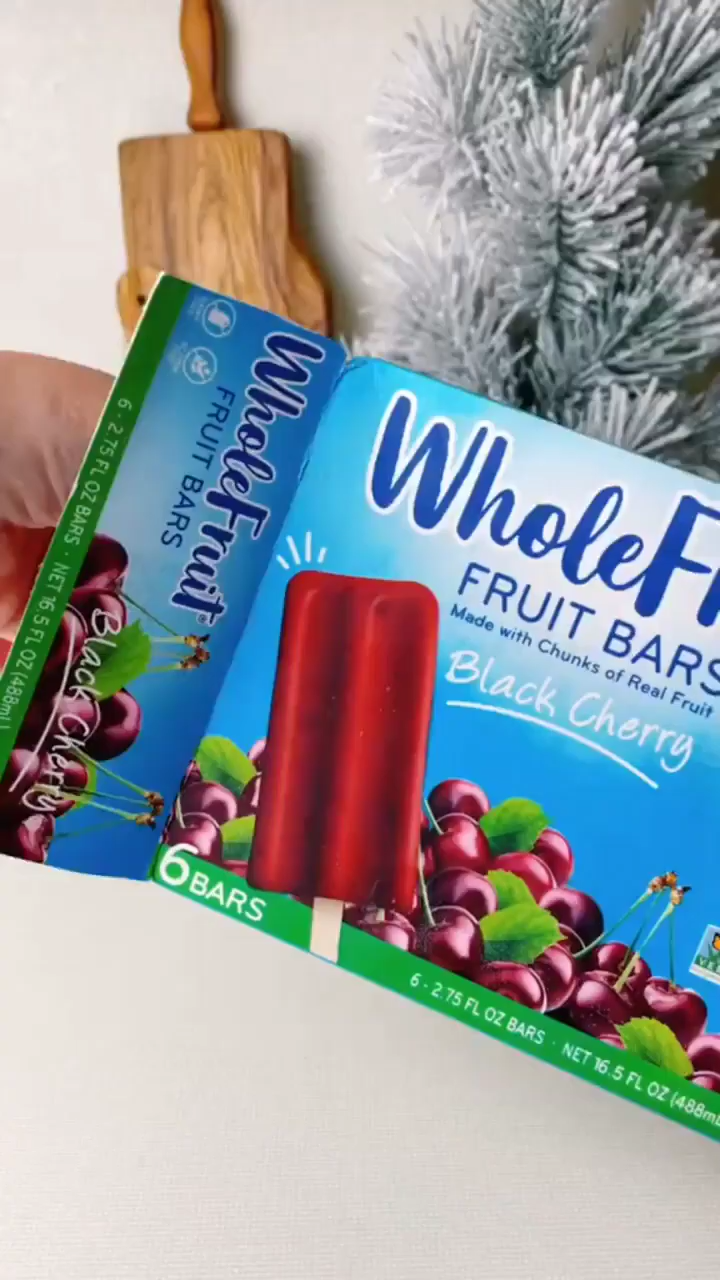 WholeFruit®
FRUIT BARS
Black Cherry
6 - 2.75 FL OZ BARS · NET 16.5 FL OZ (488mL)
WholeFr
FRUIT BARS
Made with Chunks of Real Fruit
Black Cherry
6 BARS
6 - 2.75 FL OZ BARS · NET 16.5 FL OZ (488mL